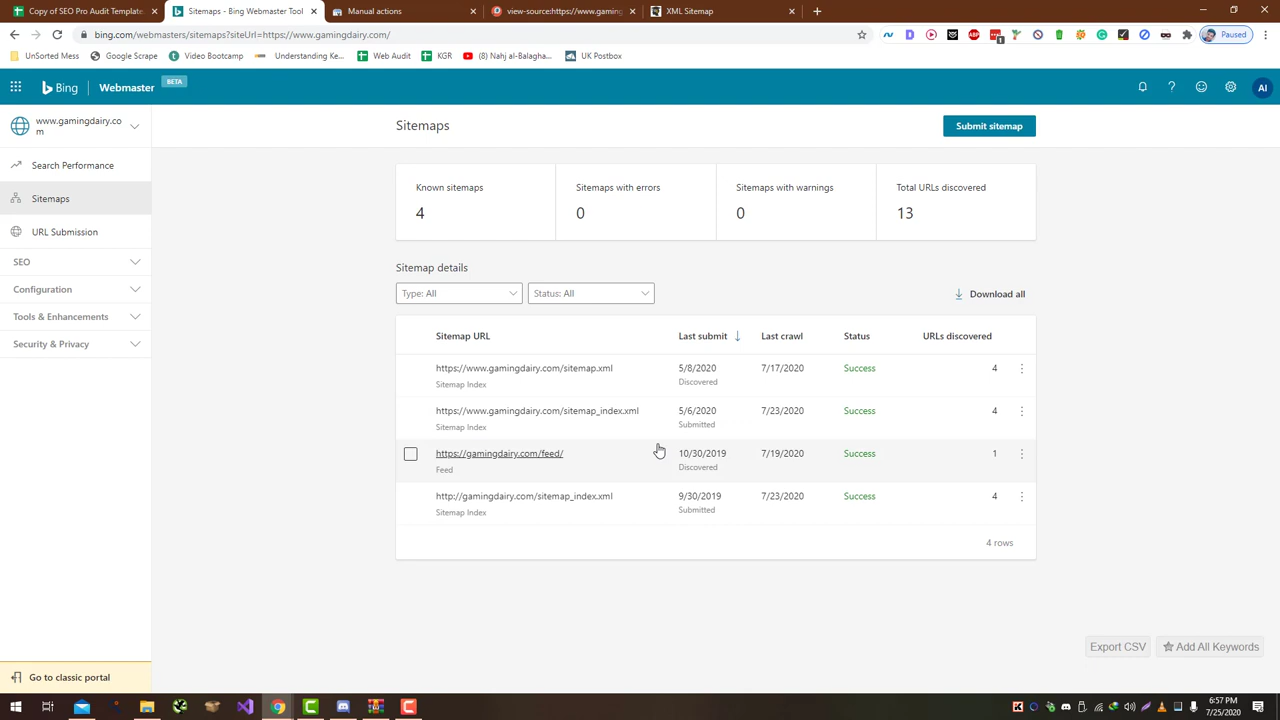 Copy of SEO Pro Audit Template
Sitemaps - Bing Webmaster Tool
Manual actions
view-source:https://www.gaming
XML Sitemap
bing.com/webmasters/sitemaps?siteUrl=https://www.gamingdairy.com/
Paused
UnSorted Mess
Google Scrape
Video Bootcamp
Understanding Ke...
Web Audit
KGR
(8) Nahj al-Balagha...
UK Postbox
Bing
Webmaster
BETA
AI
www.gamingdairy.co
m
Search Performance
Sitemaps
URL Submission
SEO
Configuration
Tools & Enhancements
Security & Privacy
Go to classic portal
Sitemaps
Submit sitemap
Known sitemaps
4
Sitemaps with errors
0
Sitemaps with warnings
0
Total URLs discovered
13
Sitemap details
Type: All
Status: All
Download all
Sitemap URL Last submit Last crawl Status URLs discovered
https://www.gamingdairy.com/sitemap.xml 5/8/2020 7/17/2020 Success 4
Sitemap Index Discovered
https://www.gamingdairy.com/sitemap_index.xml 5/6/2020 7/23/2020 Success 4
Sitemap Index Submitted
https://gamingdairy.com/feed/ 10/30/2019 7/19/2020 Success 1
Feed Discovered
http://gamingdairy.com/sitemap_index.xml 9/30/2019 7/23/2020 Success 4
Sitemap Index Submitted
4 rows
Export CSV
Add All Keywords
6:57 PM
7/25/2020